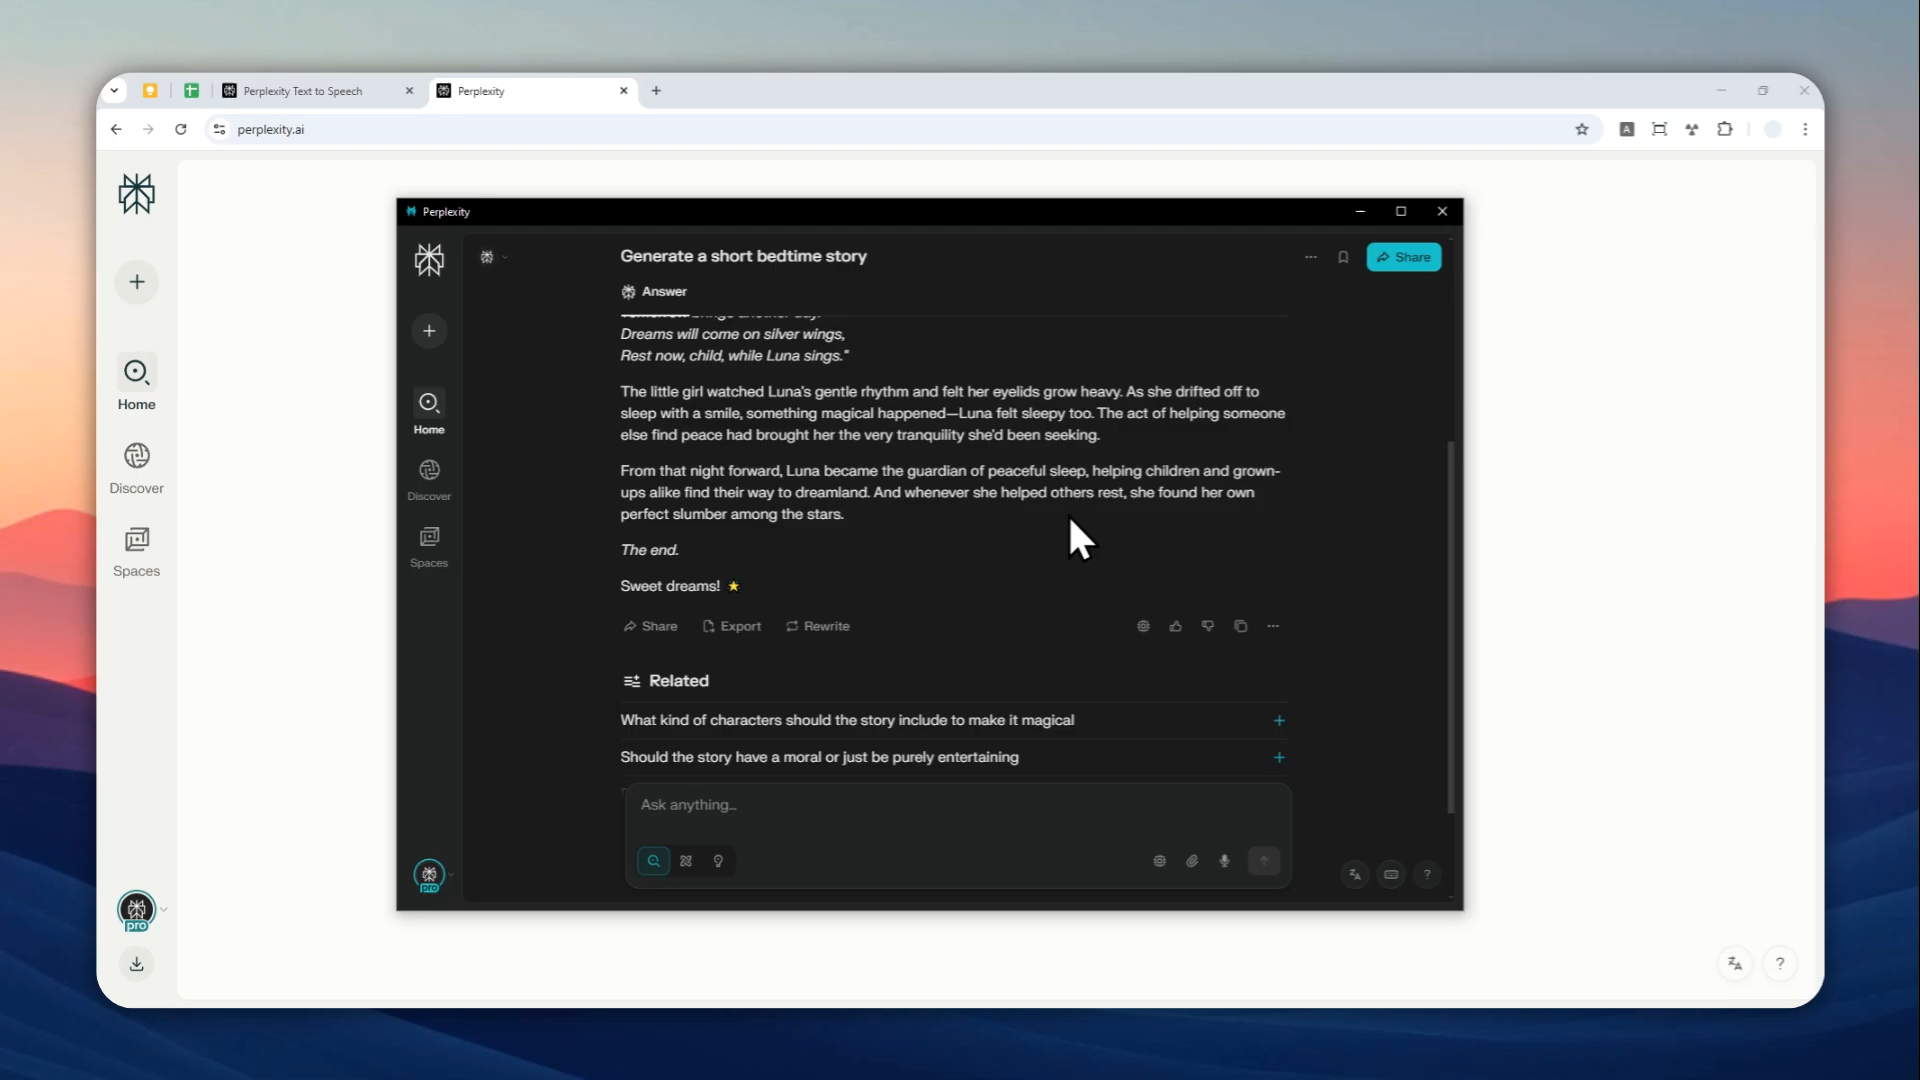 Perplexity Text to Speech
Perplexity
perplexity.ai
Home
Discover
Spaces
pro
Perplexity
Home
Discover
Spaces
pro
Generate a short bedtime story
Share
Answer
Dreams will come on silver wings,
Rest now, child, while Luna sings."
The little girl watched Luna's gentle rhythm and felt her eyelids grow heavy. As she drifted off to
sleep with a smile, something magical happened—Luna felt sleepy too. The act of helping someone
else find peace had brought her the very tranquility she'd been seeking.
From that night forward, Luna became the guardian of peaceful sleep, helping children and grown-
ups alike find their way to dreamland. And whenever she helped others rest, she found her own
perfect slumber among the stars.
The end.
Sweet dreams! ⭐
Share Export Rewrite
Related
What kind of characters should the story include to make it magical
Should the story have a moral or just be purely entertaining
Ask anything...